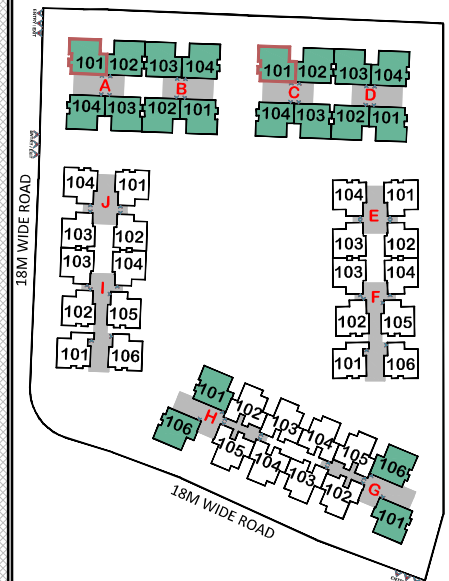 101 102 103 104
A B
104 103 102 101
101 102 103 104
C D
104 103 102 101
104 101
J
103 102
103 104
I
102 105
101 106
104 101
E
103 102
103 104
F
102 105
101 106
101 102 103 104 105 106
H G
106 105 104 103 102 101
18M WIDE ROAD
18M WIDE ROAD